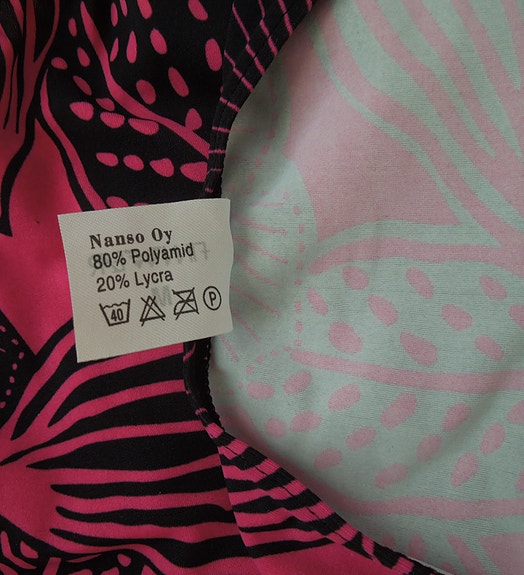 Nanso Oy
80% Polyamid
20% Lycra
40 P